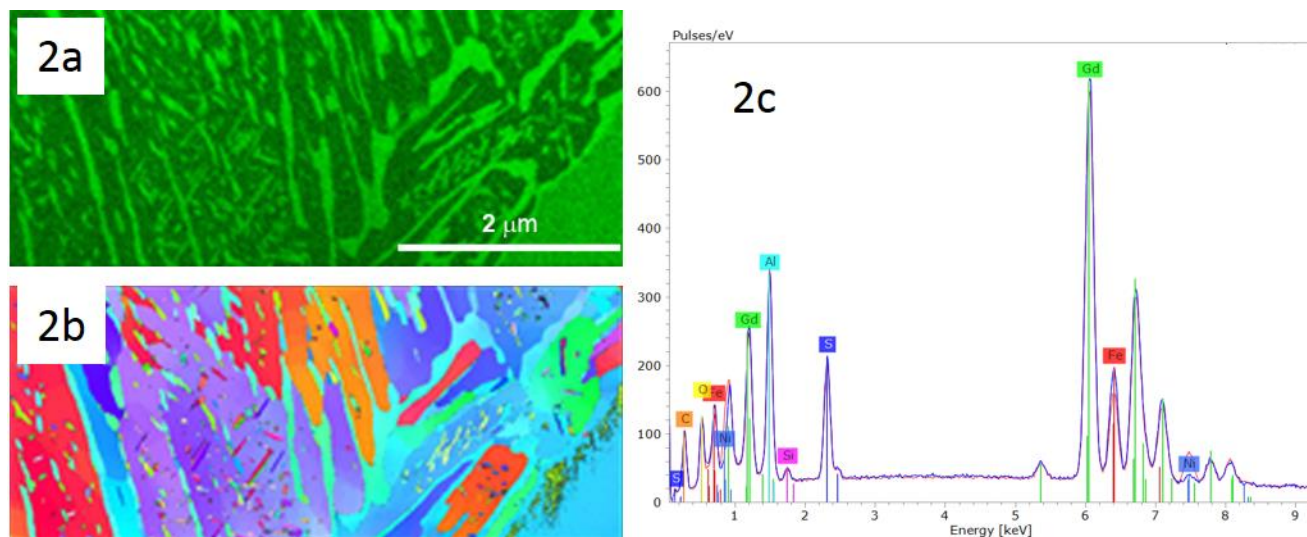 2a
2 μm
2b
2c
Pulses/eV
600
500
400
300
200
100
0
Gd
Al
Gd
S
Fe
O
Fe
C
Ni
Si
Ni
S
1
2
3
4
5
6
7
8
9
Energy [keV]